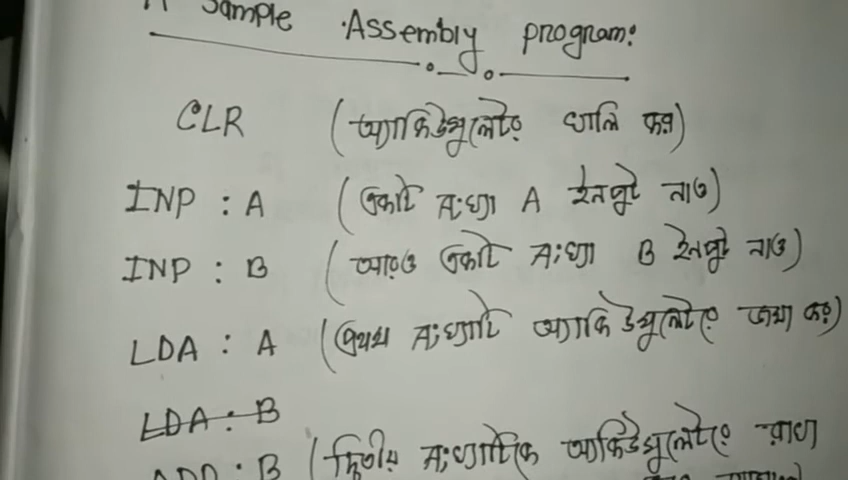 A Sample Assembly program:
CLR (অ্যাকিউমুলেটর খালি কর)
INP : A (একটি সংখ্যা A ইনপুট নাও)
INP : B (আরও একটি সংখ্যা B ইনপুট নাও)
LDA : A (প্রথম সংখ্যাটি অ্যাকিউমুলেটরে জমা কর)
LDA : B
ADD : B (দ্বিতীয় সংখ্যাটিকে অ্যাকিউমুলেটরে রাখা